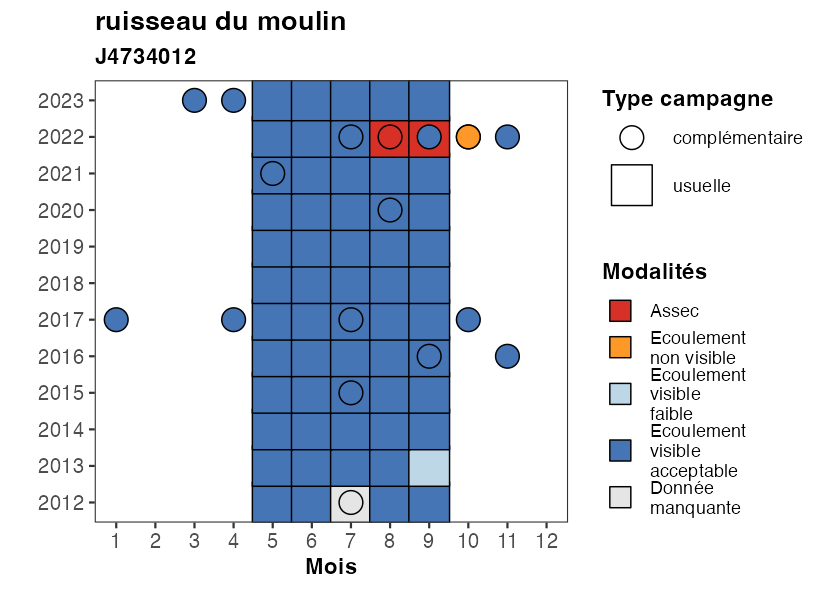 ruisseau du moulin
J4734012
2023
2022
2021
2020
2019
2018
2017
2016
2015
2014
2013
2012
1 2 3 4 5 6 7 8 9 10 11 12
Mois
Type campagne
complémentaire
usuelle
Modalités
Assec
Ecoulement
non visible
Ecoulement
visible
faible
Ecoulement
visible
acceptable
Donnée
manquante